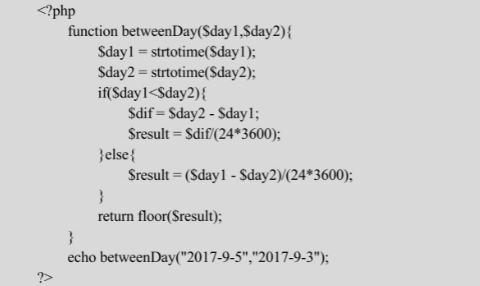 <?php
function betweenDay($day1,$day2){
$day1 = strtotime($day1);
$day2 = strtotime($day2);
if($day1<$day2){
$dif = $day2 - $day1;
$result = $dif/(24*3600);
}else{
$result = ($day1 - $day2)/(24*3600);
}
return floor($result);
}
echo betweenDay("2017-9-5","2017-9-3");
?>